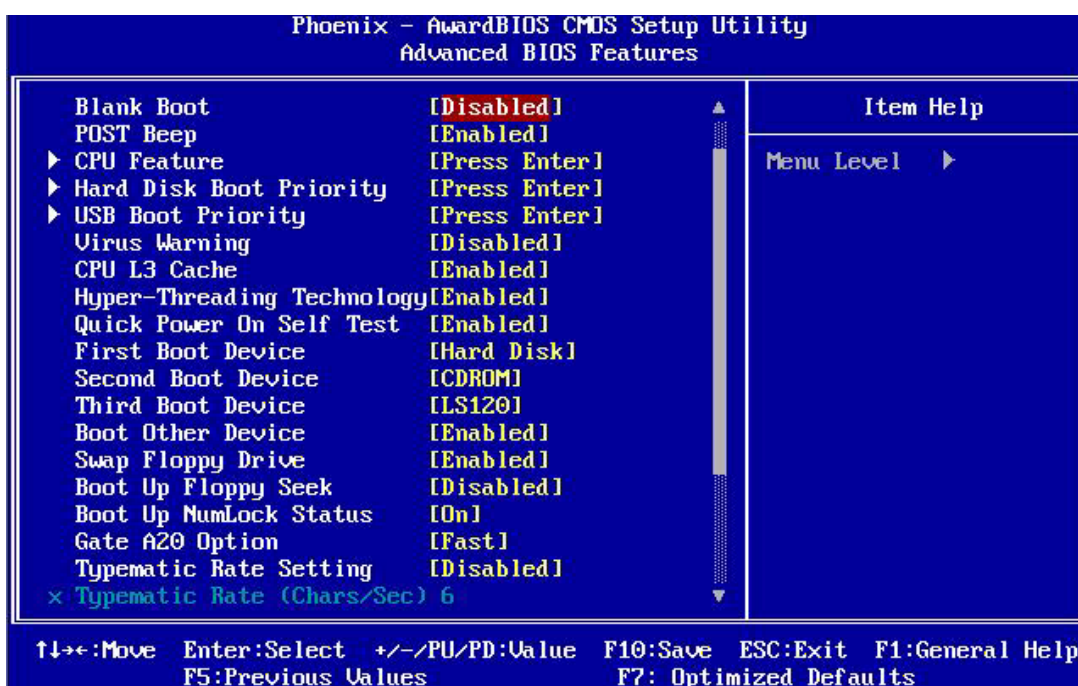 Phoenix - AwardBIOS CMOS Setup Utility
Advanced BIOS Features
Blank Boot [Disabled]
POST Beep [Enabled]
CPU Feature [Press Enter]
Hard Disk Boot Priority [Press Enter]
USB Boot Priority [Press Enter]
Virus Warning [Disabled]
CPU L3 Cache [Enabled]
Hyper-Threading Technology[Enabled]
Quick Power On Self Test [Enabled]
First Boot Device [Hard Disk]
Second Boot Device [CDROM]
Third Boot Device [LS120]
Boot Other Device [Enabled]
Swap Floppy Drive [Enabled]
Boot Up Floppy Seek [Disabled]
Boot Up NumLock Status [On]
Gate A20 Option [Fast]
Typematic Rate Setting [Disabled]
x Typematic Rate (Chars/Sec) 6
Item Help
Menu Level
↑↓→←:Move Enter:Select +/-/PU/PD:Value F10:Save ESC:Exit F1:General Help
F5:Previous Values F7: Optimized Defaults